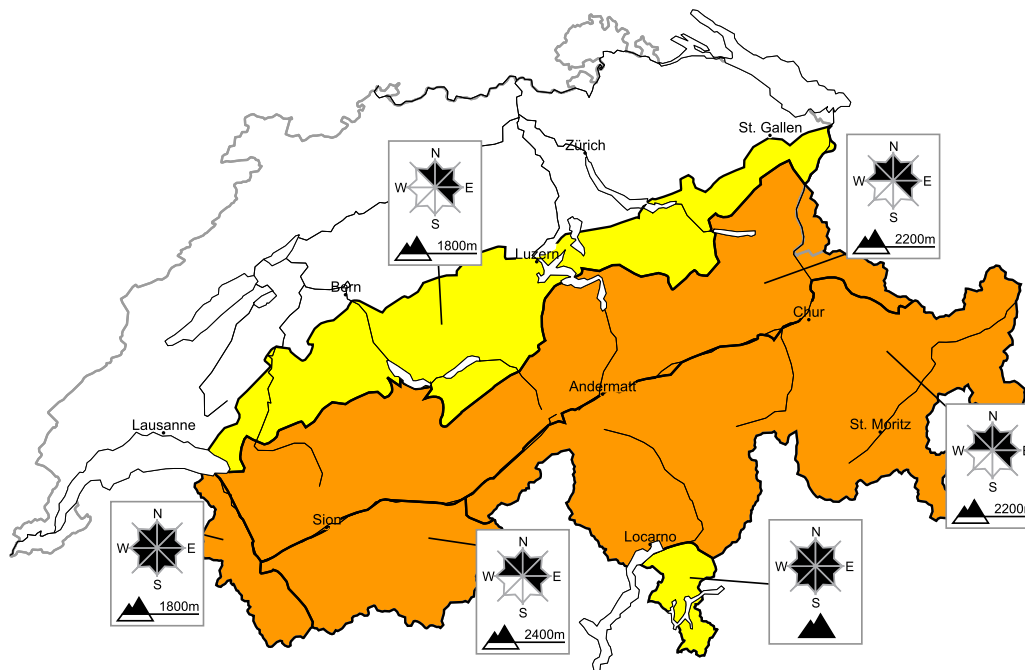 St. Gallen
Zürich
N
W E
S
1800m
N
W E
S
2200m
Luzern
Bern
Chur
Andermatt
Lausanne
St. Moritz
N
W E
S
2200m
N
W E
S
1800m
Sion
N
W E
S
2400m
Locarno
N
W E
S